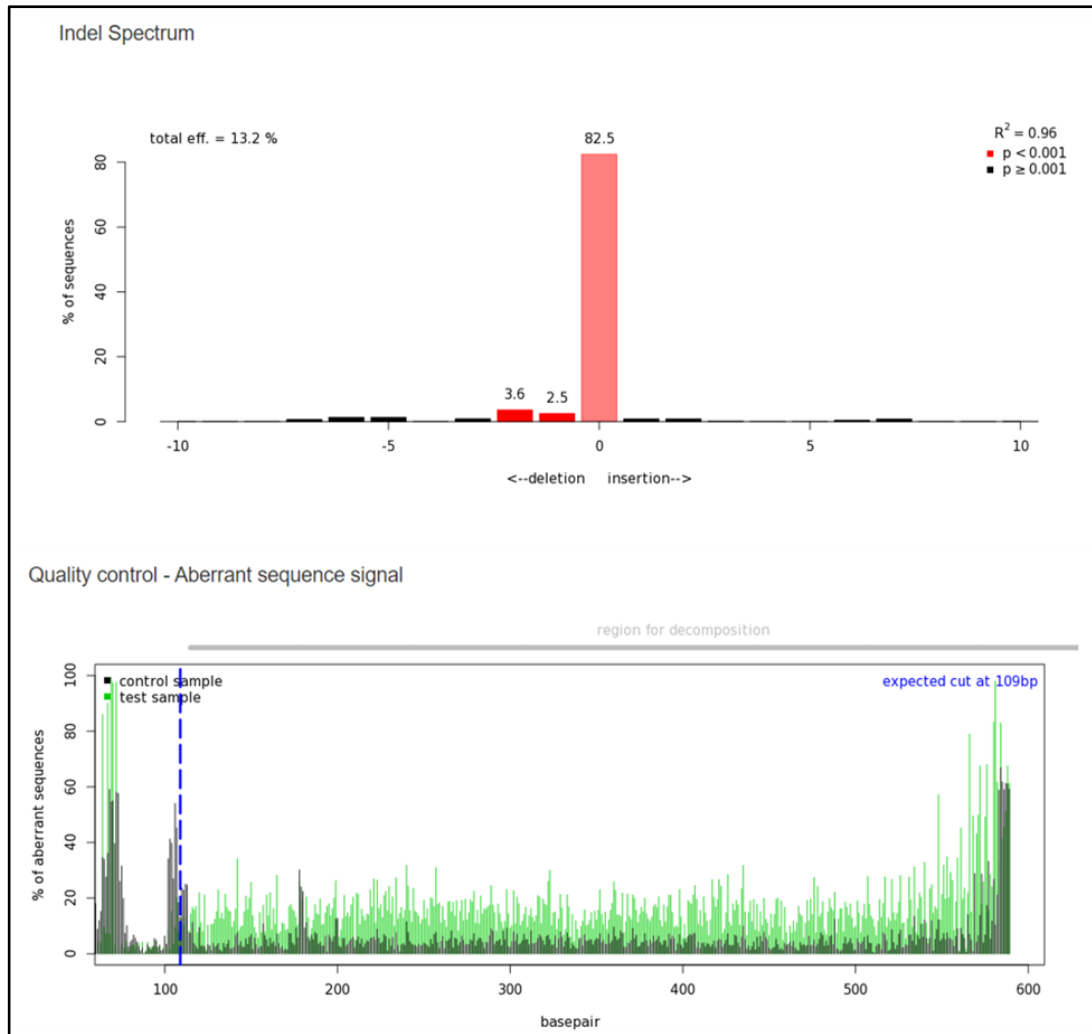 Indel Spectrum
total eff. = 13.2 %
R² = 0.96
p < 0.001
p ≥ 0.001
82.5
3.6
2.5
% of sequences
80
60
40
20
0
-10
-5
0
5
10
<--deletion insertion-->
Quality control - Aberrant sequence signal
region for decomposition
control sample
test sample
expected cut at 109bp
% of aberrant sequences
100
80
60
40
20
0
100
200
300
400
500
600
basepair